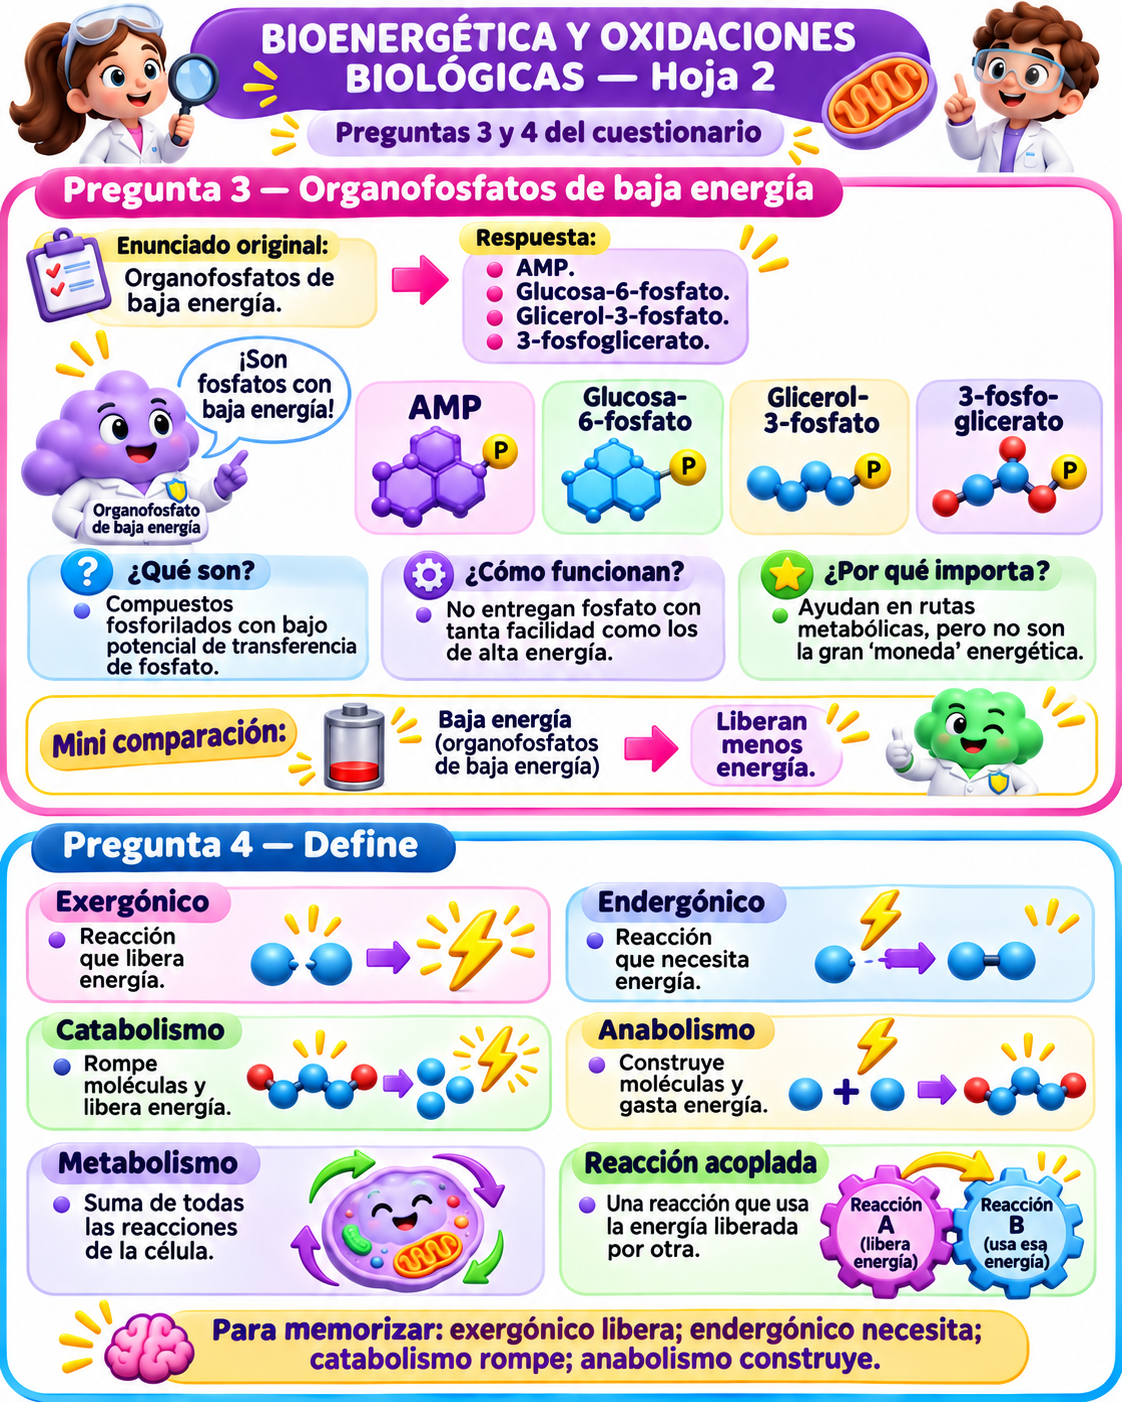 BIOENERGÉTICA Y OXIDACIONES
BIOLÓGICAS — Hoja 2
Preguntas 3 y 4 del cuestionario
Pregunta 3 — Organofosfatos de baja energía
Enunciado original:
Organofosfatos de
baja energía.
Respuesta:
AMP.
Glucosa-6-fosfato.
Glicerol-3-fosfato.
3-fosfoglicerato.
¡Son
fosfatos con
baja energía!
Organofosfato
de baja energía
AMP
P
Glucosa-
6-fosfato
P
Glicerol-
3-fosfato
P
3-fosfo-
glicerato
P
¿Qué son?
Compuestos
fosforilados con bajo
potencial de transferencia
de fosfato.
¿Cómo funcionan?
No entregan fosfato con
tanta facilidad como los
de alta energía.
¿Por qué importa?
Ayudan en rutas
metabólicas, pero no son
la gran ‘moneda’ energética.
Mini comparación:
Baja energía
(organofosfatos
de baja energía)
Liberan
menos
energía.
Pregunta 4 — Define
Exergónico
Reacción
que libera
energía.
Endergónico
Reacción
que necesita
energía.
Catabolismo
Rompe
moléculas y
libera energía.
Anabolismo
Construye
moléculas y
gasta energía.
+
Metabolismo
Suma de todas
las reacciones
de la célula.
Reacción acoplada
Una reacción que usa
la energía liberada
por otra.
Reacción
A
(libera
energía)
Reacción
B
(usa esa
energía)
Para memorizar: exergónico libera; endergónico necesita;
catabolismo rompe; anabolismo construye.